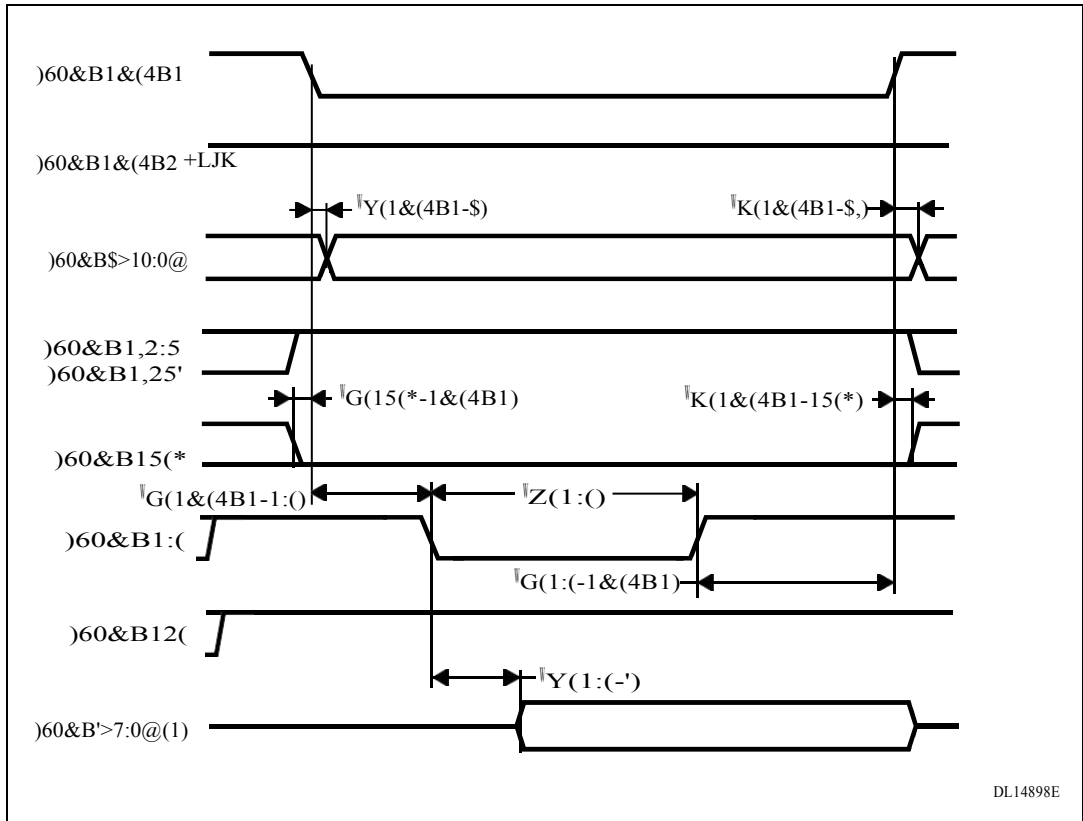 )60&B1&(4B1
)60&B1&(4B2 +LJK
Y(1&(4B1-$)
K(1&(4B1-$,)
)60&B$>10:0@
)60&B1,2:5
)60&B1,25'
G(15(*-1&(4B1)
K(1&(4B1-15(*)
)60&B15(*
G(1&(4B1-1:()
Z(1:()
)60&B1:(
G(1:(-1&(4B1)
)60&B12(
Y(1:(-')
)60&B'>7:0@(1)
DL14898E